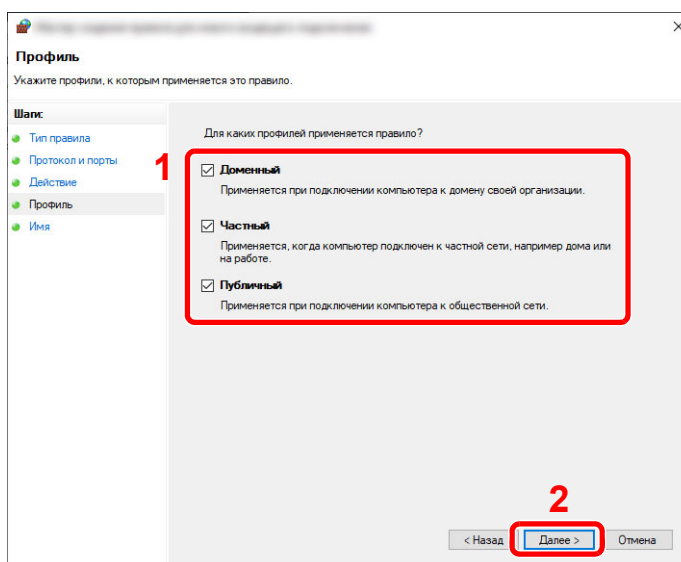 Профиль
Укажите профили, к которым применяется это правило.
Шаги:
Тип правила
Протокол и порты
Действие
Профиль
Имя
Для каких профилей применяется правило?
1
Доменный
Применяется при подключении компьютера к домену своей организации.
Частный
Применяется, когда компьютер подключен к частной сети, например дома или
на работе.
Публичный
Применяется при подключении компьютера к общественной сети.
2
< Назад
Далее >
Отмена